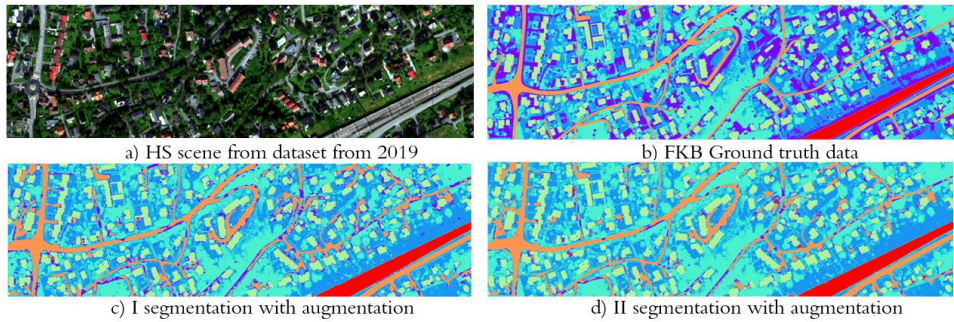 a) HS scene from dataset from 2019
b) FKB Ground truth data
c) I segmentation with augmentation
d) II segmentation with augmentation